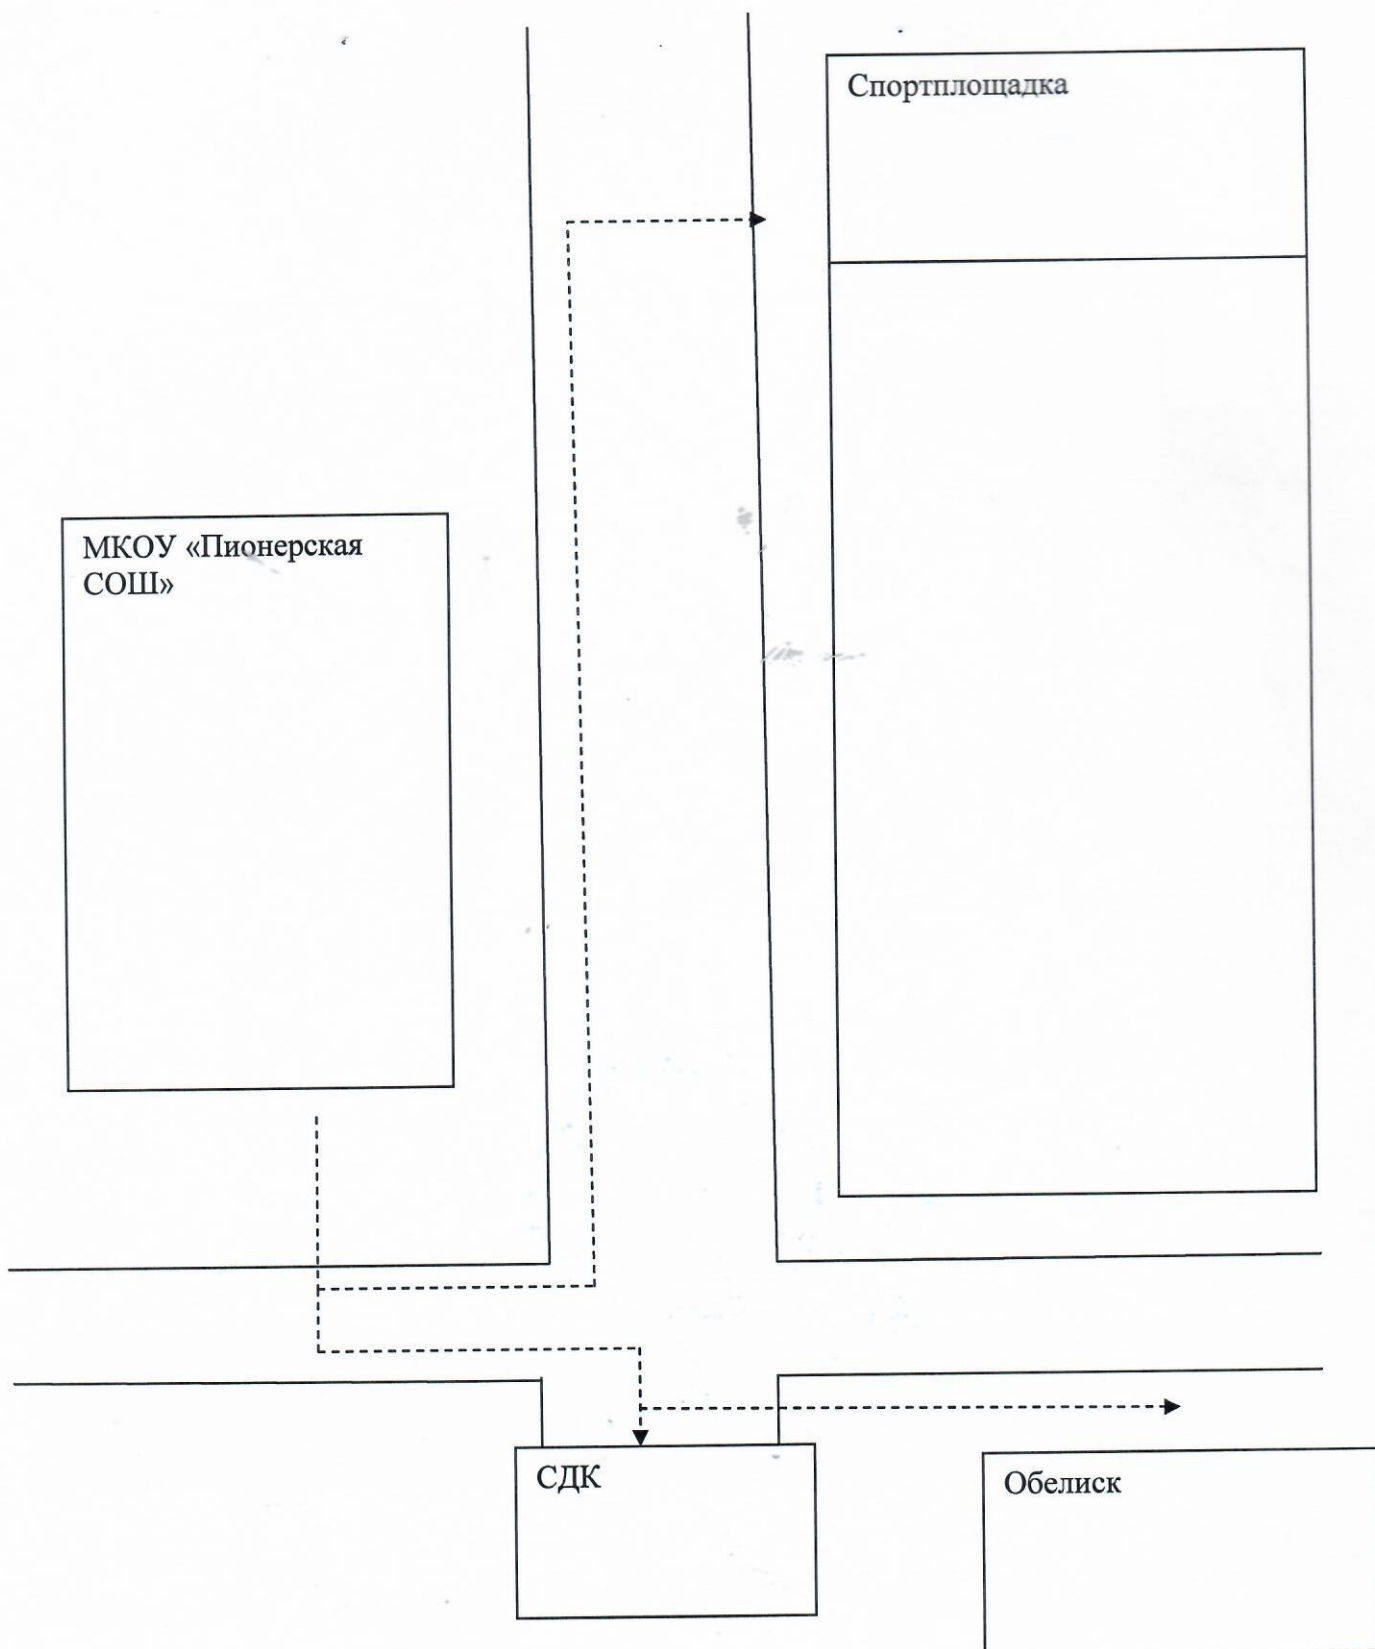 Спортплощадка
МКОУ «Пионерская
СОШ»
СДК
Обелиск